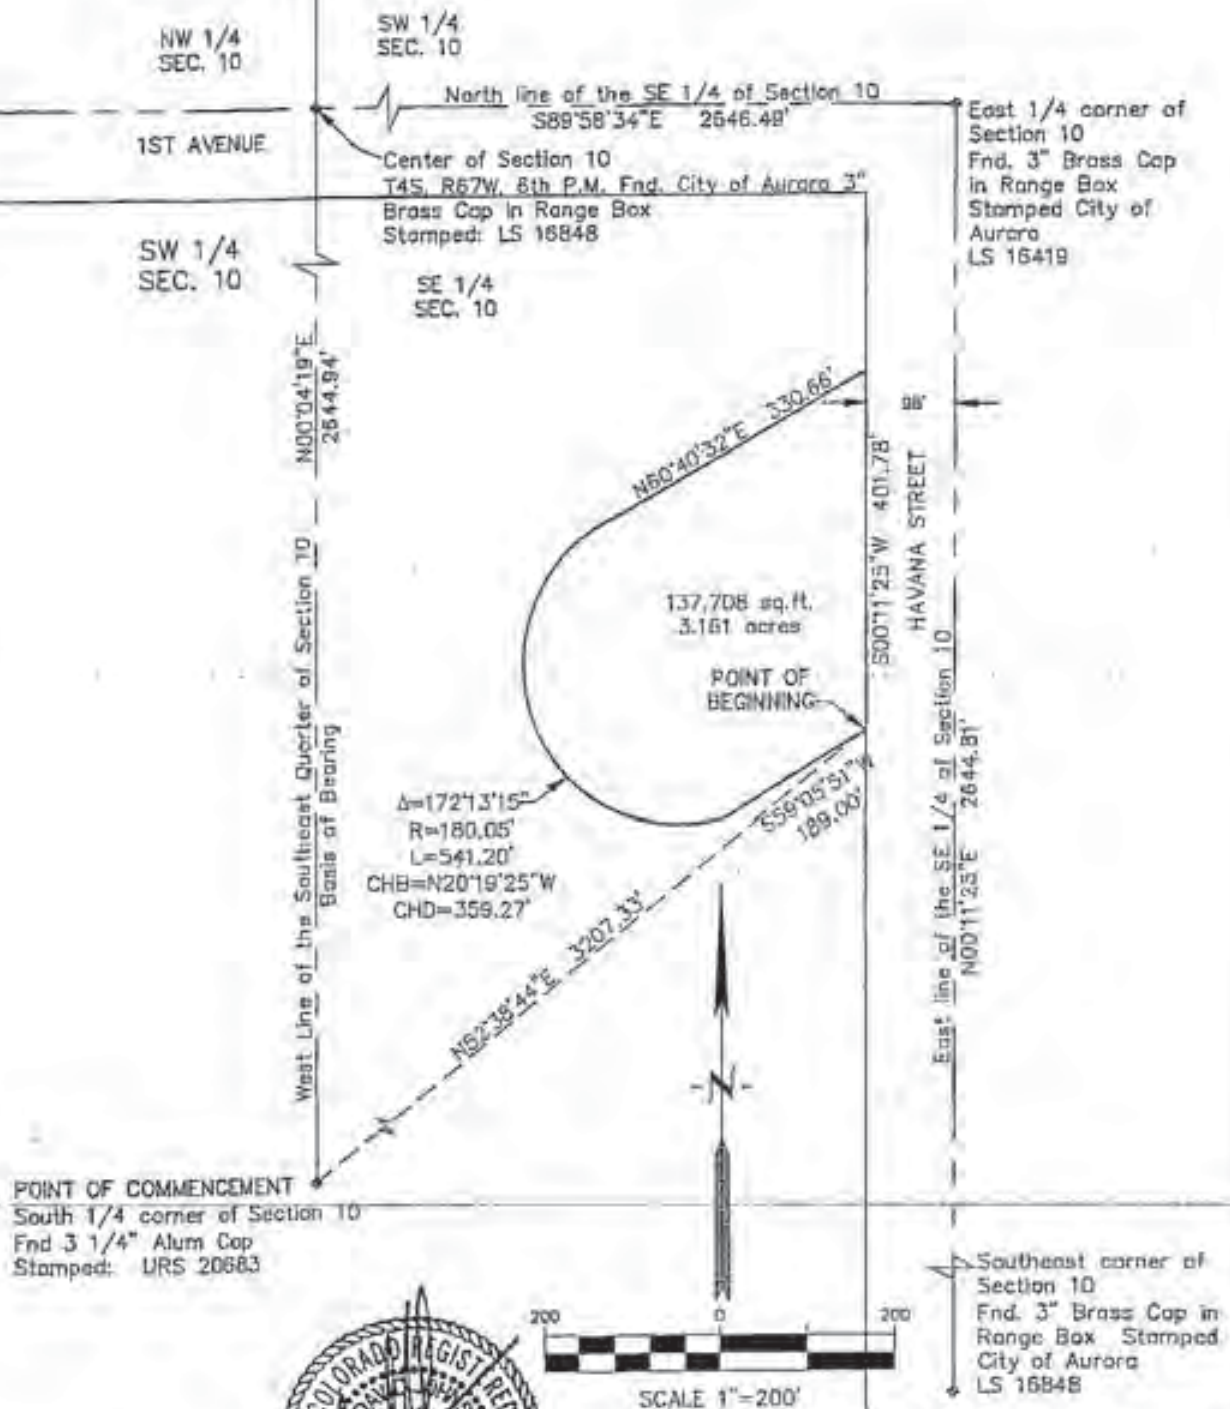 NW 1/4
SEC. 10
SW 1/4
SEC. 10
North line of the SE 1/4 of Section 10
S89°58'34"E 2646.49'
1ST AVENUE
Center of Section 10
T4S, R67W, 6th P.M. Fnd. City of Aurora 3"
Brass Cap in Range Box
Stamped: LS 16848
East 1/4 corner of
Section 10
Fnd. 3" Brass Cap
in Range Box
Stamped City of
Aurora
LS 16419
SW 1/4
SEC. 10
SE 1/4
SEC. 10
N00°04'19"E
2644.94'
West Line of the Southeast Quarter of Section 10
Basis of Bearing
N60°40'32"E 330.66'
98'
S00°11'25"W 401.78'
HAVANA STREET
137,708 sq.ft.
3.161 acres
POINT OF
BEGINNING
S59°05'51"W
189.00'
East line of the SE 1/4 of Section 10
N00°11'25"E 2644.81'
Δ=172°13'15"
R=180.05'
L=541.20'
CHB=N20°19'25"W
CHD=359.27'
N52°38'44"E 3207.33'
N
POINT OF COMMENCEMENT
South 1/4 corner of Section 10
Fnd 3 1/4" Alum Cap
Stamped: URS 20683
Southeast corner of
Section 10
Fnd. 3" Brass Cap in
Range Box Stamped
City of Aurora
LS 16848
200 0 200
SCALE 1"=200'
COLORADO REGIST